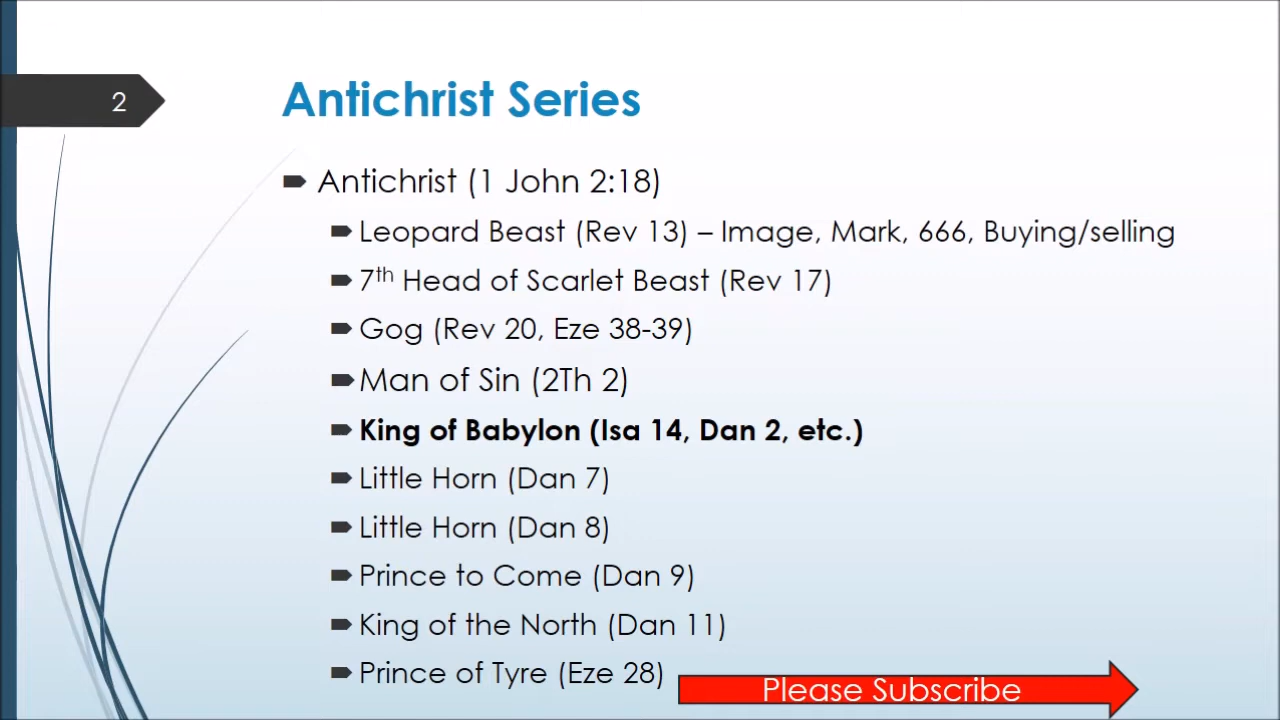 2
Antichrist Series
Antichrist (1 John 2:18)
Leopard Beast (Rev 13) – Image, Mark, 666, Buying/selling
7th Head of Scarlet Beast (Rev 17)
Gog (Rev 20, Eze 38-39)
Man of Sin (2Th 2)
King of Babylon (Isa 14, Dan 2, etc.)
Little Horn (Dan 7)
Little Horn (Dan 8)
Prince to Come (Dan 9)
King of the North (Dan 11)
Prince of Tyre (Eze 28)
Please Subscribe